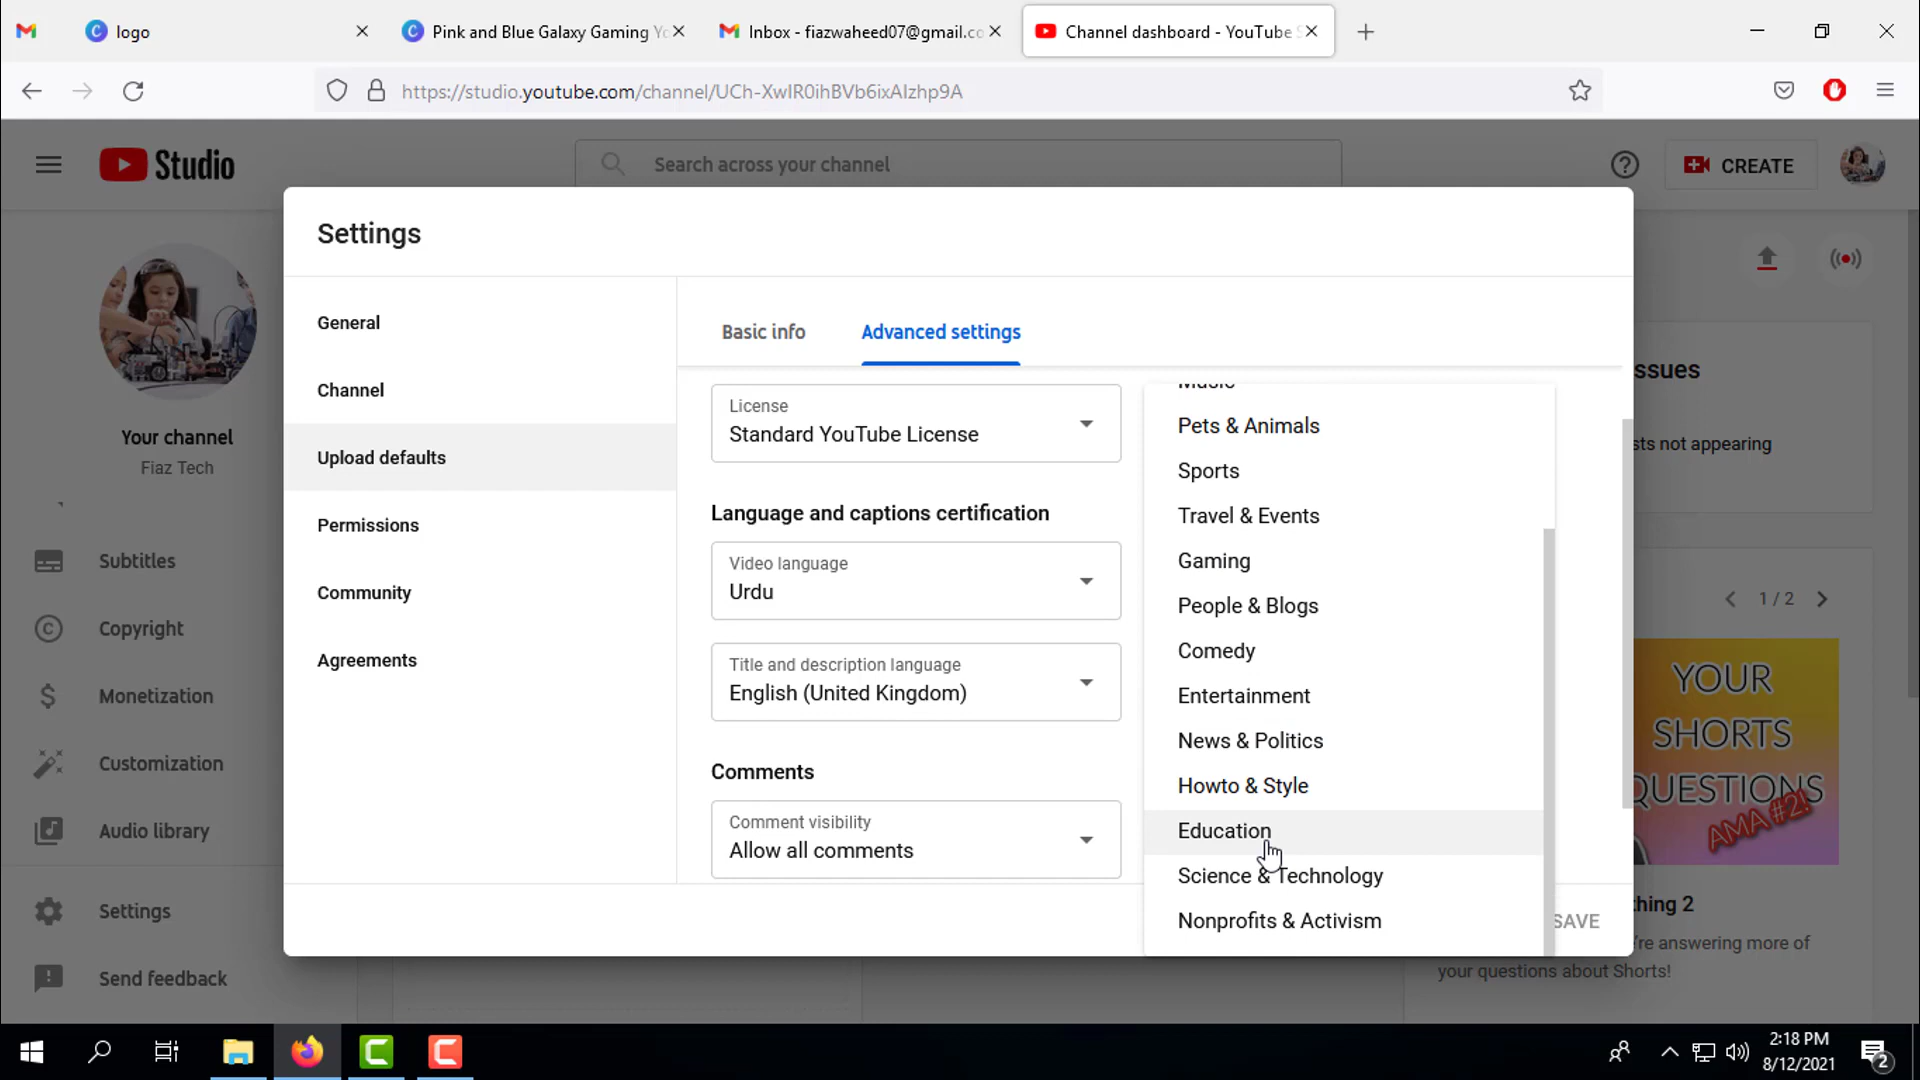 logo
Pink and Blue Galaxy Gaming Yo
Inbox - fiazwaheed07@gmail.co
Channel dashboard - YouTube S
https://studio.youtube.com/channel/UCh-XwIR0ihBVb6ixAIzhp9A
Studio
Search across your channel
CREATE
Settings
General
Channel
Upload defaults
Permissions
Community
Agreements
Basic info
Advanced settings
License
Standard YouTube License
Language and captions certification
Video language
Urdu
Title and description language
English (United Kingdom)
Comments
Comment visibility
Allow all comments
Music
Pets & Animals
Sports
Travel & Events
Gaming
People & Blogs
Comedy
Entertainment
News & Politics
Howto & Style
Education
Science & Technology
Nonprofits & Activism
SAVE
Your channel
Fiaz Tech
Subtitles
Copyright
Monetization
Customization
Audio library
Settings
Send feedback
ssues
sts not appearing
1 / 2
YOUR
SHORTS
QUESTIONS
AMA #2!
thing 2
're answering more of
your questions about Shorts!
2:18 PM
8/12/2021
2